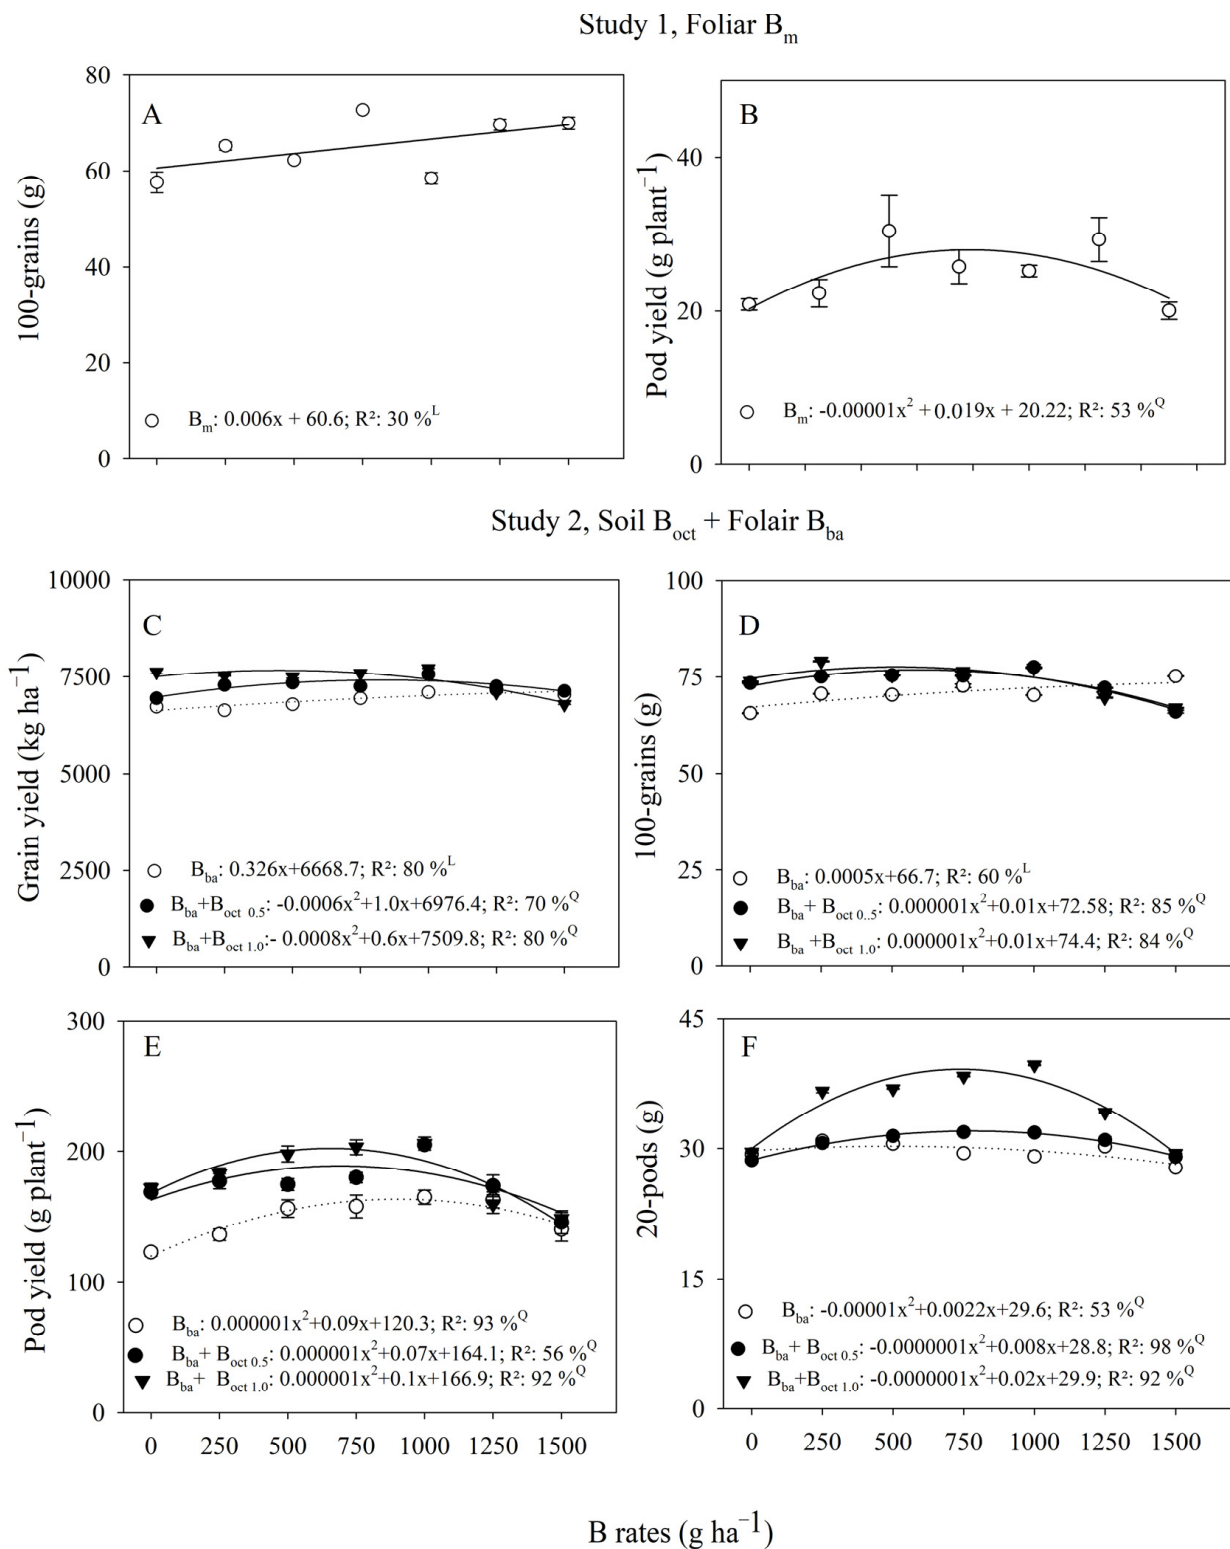 Study 1, Foliar Bm
A
100-grains (g)
80
60
40
20
0
Bm: 0.006x + 60.6; R²: 30 %L
B
Pod yield (g plant−1)
40
20
0
Bm: -0.00001x2 + 0.019x + 20.22; R²: 53 %Q
Study 2, Soil Boct + Folair Bba
C
Grain yield (kg ha−1)
10000
7500
5000
2500
0
Bba: 0.326x+6668.7; R²: 80 %L
Bba+Boct 0.5: -0.0006x2+1.0x+6976.4; R²: 70 %Q
Bba+Boct 1.0:- 0.0008x2+0.6x+7509.8; R²: 80 %Q
D
100-grains (g)
100
75
50
25
0
Bba: 0.0005x+66.7; R²: 60 %L
Bba+ Boct 0..5: 0.000001x2+0.01x+72.58; R²: 85 %Q
Bba +Boct 1.0: 0.000001x2+0.01x+74.4; R²: 84 %Q
E
Pod yield (g plant−1)
300
200
100
0
Bba: 0.000001x2+0.09x+120.3; R²: 93 %Q
Bba+ Boct 0.5: 0.000001x2+0.07x+164.1; R²: 56 %Q
Bba+ Boct 1.0: 0.000001x2+0.1x+166.9; R²: 92 %Q
0 250 500 750 1000 1250 1500
F
20-pods (g)
45
30
15
0
Bba: -0.00001x2+0.0022x+29.6; R²: 53 %Q
Bba+ Boct 0.5: -0.0000001x2+0.008x+28.8; R²: 98 %Q
Bba+Boct 1.0: -0.0000001x2+0.02x+29.9; R²: 92 %Q
0 250 500 750 1000 1250 1500
B rates (g ha−1)